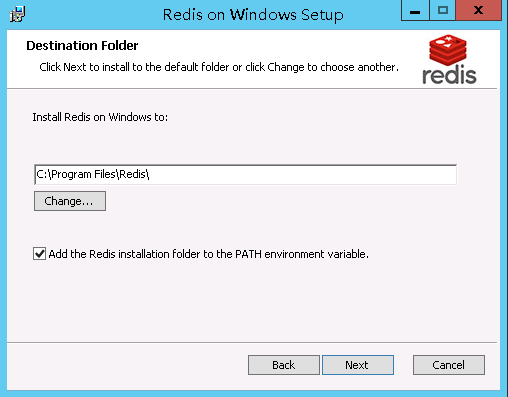 Redis on Windows Setup
Destination Folder
Click Next to install to the default folder or click Change to choose another.
redis
Install Redis on Windows to:
C:\Program Files\Redis\
Change...
Add the Redis installation folder to the PATH environment variable.
Back Next Cancel